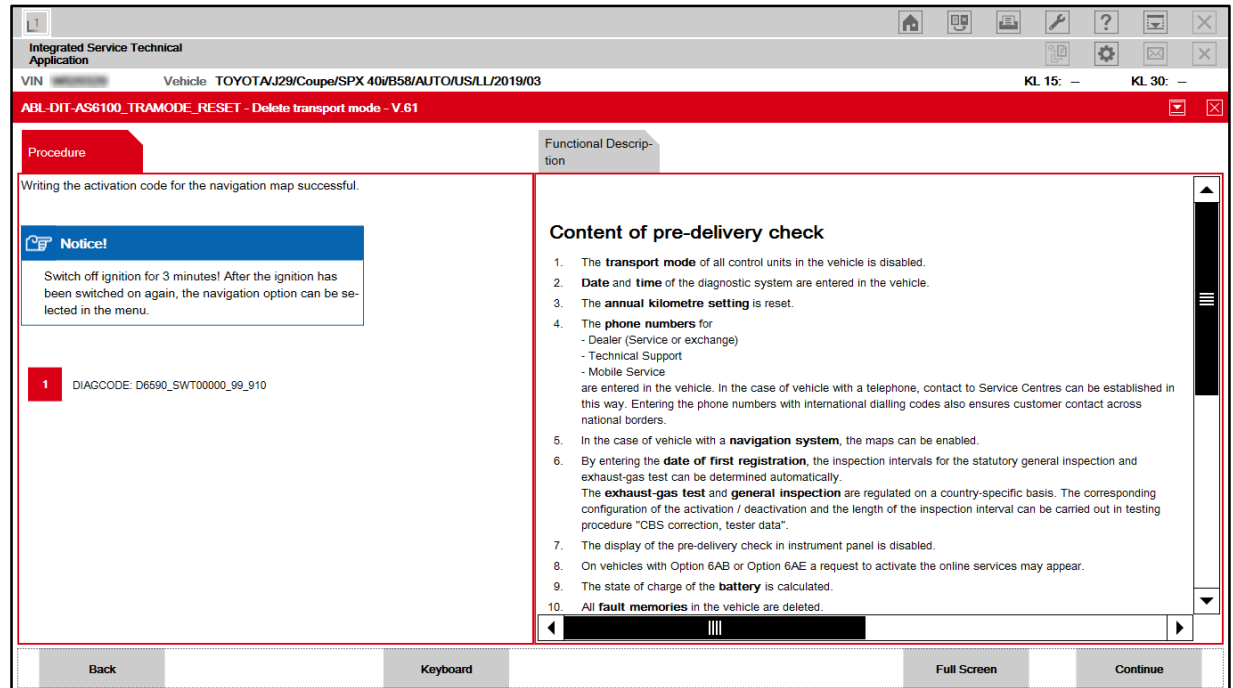 1
Integrated Service Technical
Application
VIN Vehicle TOYOTA/J29/Coupe/SPX 40i/B58/AUTO/US/LL/2019/03 KL 15: -- KL 30: --
ABL-DIT-AS6100_TRAMODE_RESET - Delete transport mode - V.61
Procedure
Writing the activation code for the navigation map successful.
Notice!
Switch off ignition for 3 minutes! After the ignition has
been switched on again, the navigation option can be se-
lected in the menu.
1 DIAGCODE: D6590_SWT00000_99_910
Functional Descrip-
tion
Content of pre-delivery check
1. The transport mode of all control units in the vehicle is disabled.
2. Date and time of the diagnostic system are entered in the vehicle.
3. The annual kilometre setting is reset.
4. The phone numbers for
- Dealer (Service or exchange)
- Technical Support
- Mobile Service
are entered in the vehicle. In the case of vehicle with a telephone, contact to Service Centres can be established in
this way. Entering the phone numbers with international dialling codes also ensures customer contact across
national borders.
5. In the case of vehicle with a navigation system, the maps can be enabled.
6. By entering the date of first registration, the inspection intervals for the statutory general inspection and
exhaust-gas test can be determined automatically.
The exhaust-gas test and general inspection are regulated on a country-specific basis. The corresponding
configuration of the activation / deactivation and the length of the inspection interval can be carried out in testing
procedure "CBS correction, tester data".
7. The display of the pre-delivery check in instrument panel is disabled.
8. On vehicles with Option 6AB or Option 6AE a request to activate the online services may appear.
9. The state of charge of the battery is calculated.
10. All fault memories in the vehicle are deleted.
Back Keyboard Full Screen Continue